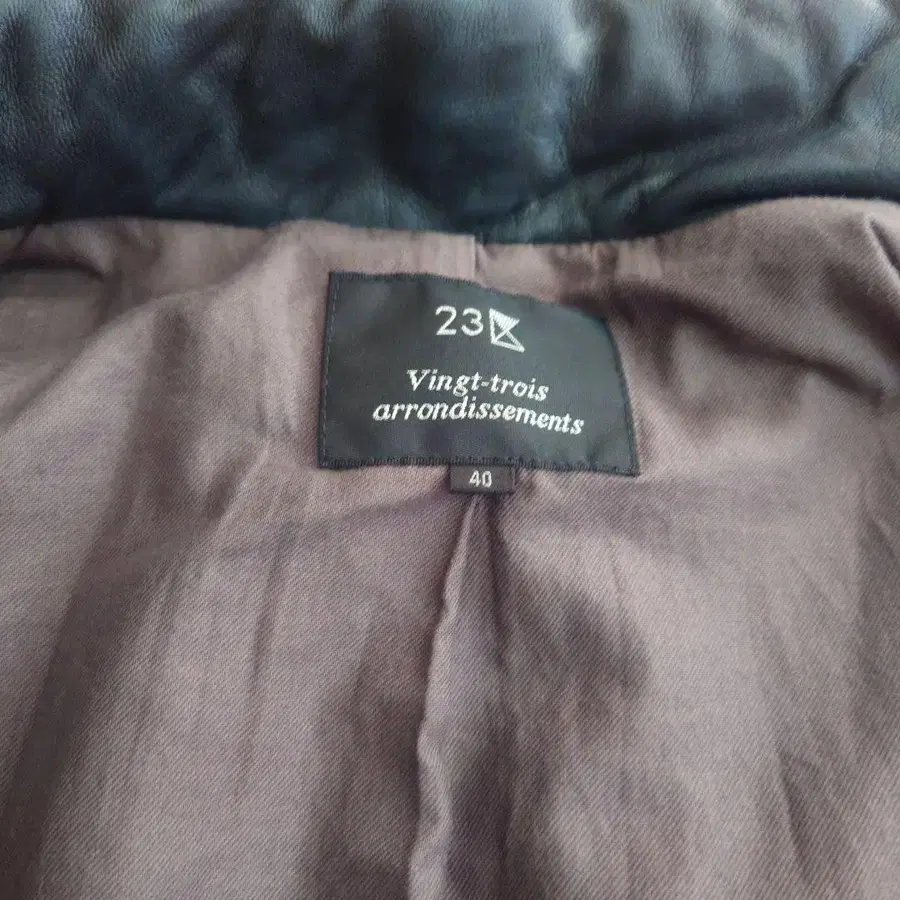 23
Vingt-trois
arrondissements
40